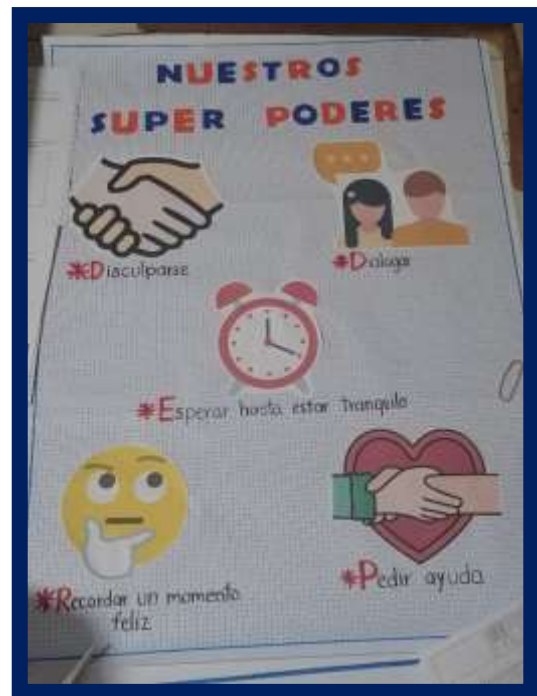 NUESTROS
SUPER PODERES
*Disculparse
*Dialogar
*Esperar hasta estar tranquilo
*Recordar un momento
feliz
*Pedir ayuda